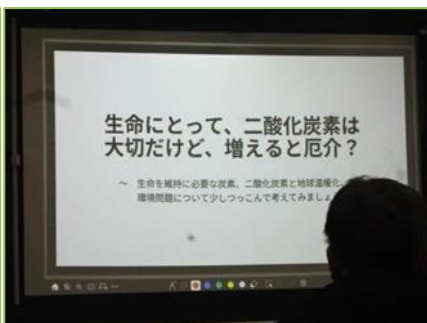 生命にとって、二酸化炭素は
大切だけど、増えると厄介？
～ 生命を維持に必要な炭素、二酸化炭素と地球温暖化、
環境問題について少しつっこんで考えてみましょ